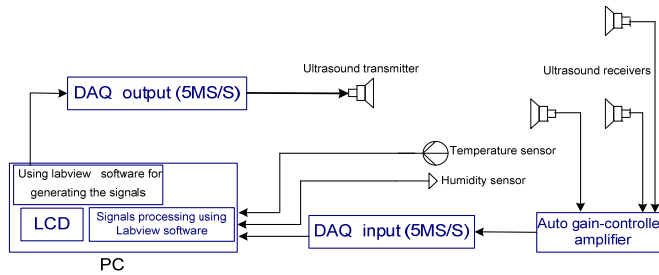 Ultrasound transmitter
Ultrasound receivers
DAQ output (5MS/S)
Temperature sensor
Using labview software for
generating the signals
Humidity sensor
LCD
Signals processing using
Labview software
DAQ input (5MS/S)
Auto gain-controlle
amplifier
PC